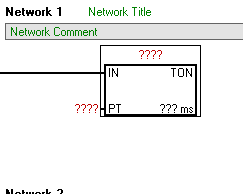 Network 1 Network Title
Network Comment
????
IN TON
???? PT ??? ms
Network 2